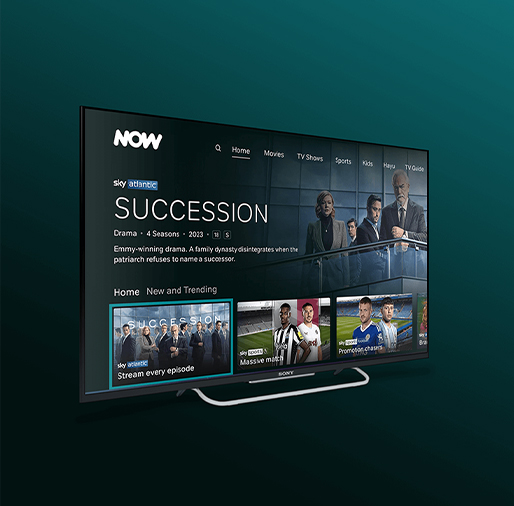 NOW
Home Movies TV Shows Sports Kids Hayu TV Guide
sky atlantic
SUCCESSION
Drama • 4 Seasons • 2023 • 18 S
Emmy-winning drama. A family dynasty disintegrates when the
patriarch refuses to name a successor.
Home New and Trending
SUCCESSION
sky atlantic
Stream every episode
sky sports
Massive match
sky sports
Promotion chasers
SONY